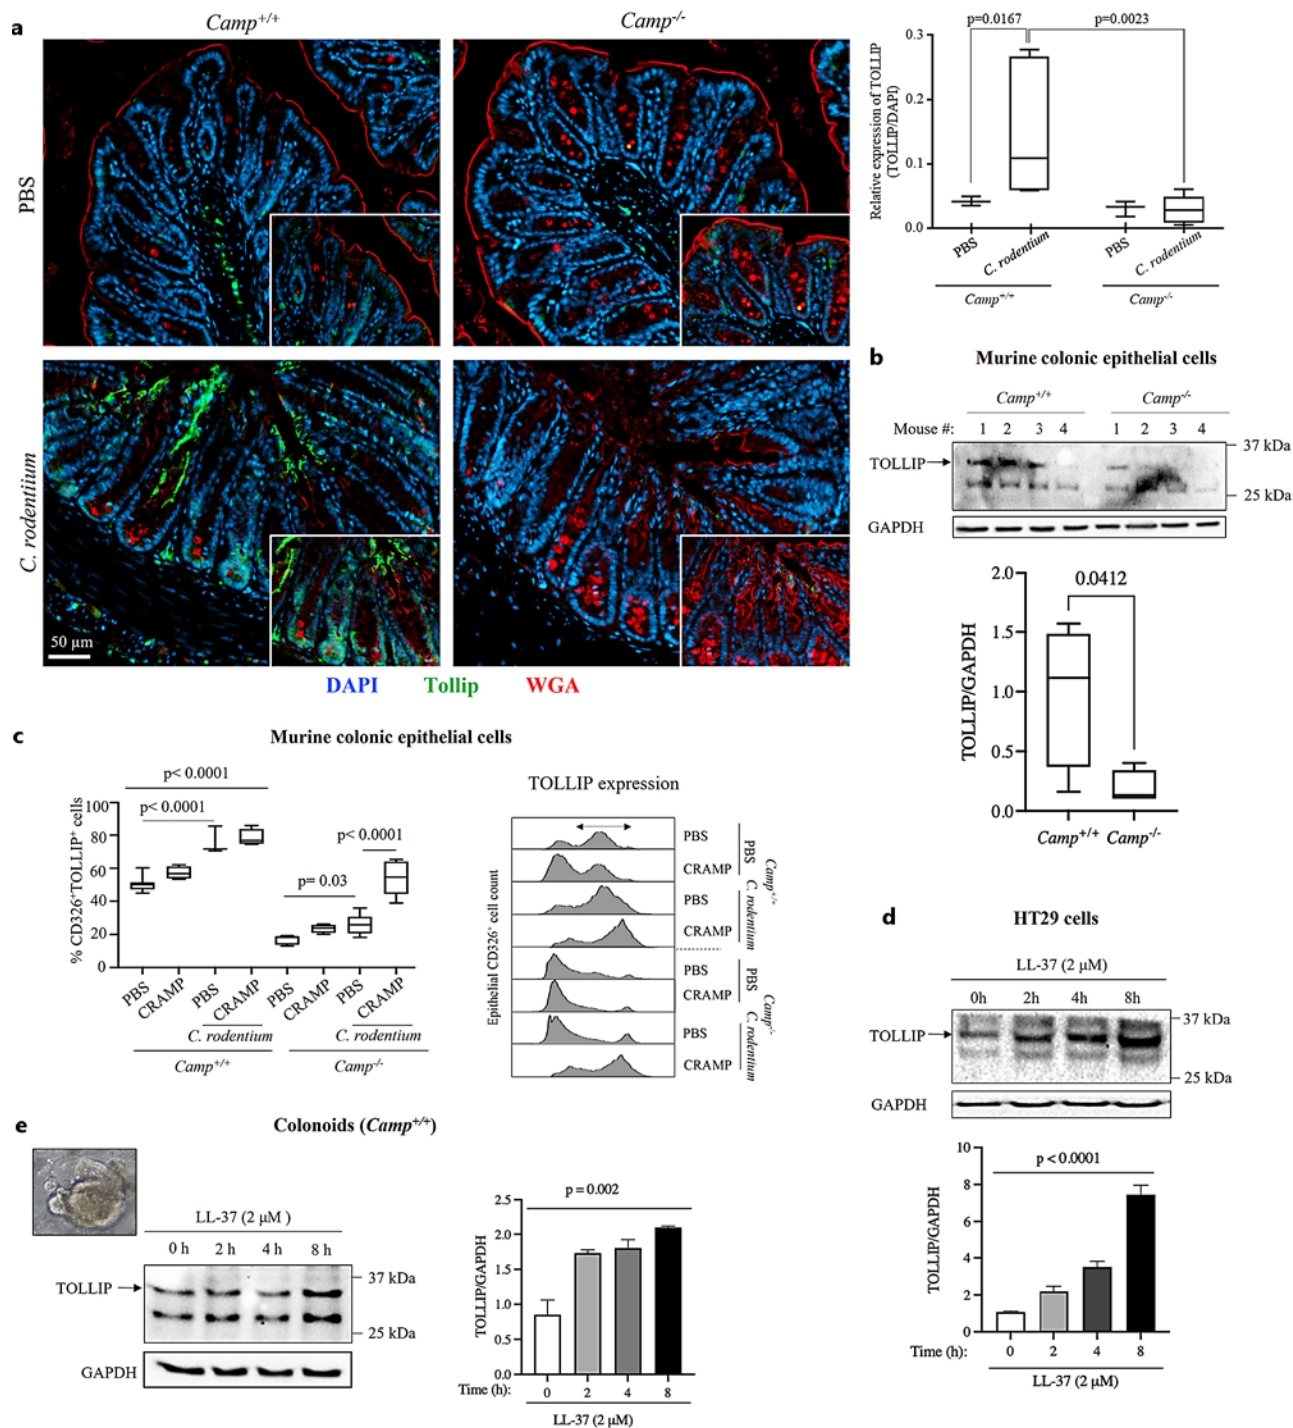 a
Camp+/+
Camp-/-
PBS
C. rodentiium
50 µm
DAPI Tollip WGA
p=0.0167
p=0.0023
Relative expression of TOLLIP
(TOLLIP/DAPI)
0.3
0.2
0.1
0.0
PBS
C. rodentium
PBS
C. rodentium
Camp+/+
Camp-/-
b
Murine colonic epithelial cells
Camp+/+
Camp-/-
Mouse #: 1 2 3 4 1 2 3 4
37 kDa
TOLLIP
25 kDa
GAPDH
TOLLIP/GAPDH
2.0
1.5
1.0
0.5
0.0
0.0412
Camp+/+ Camp-/-
c
Murine colonic epithelial cells
% CD326+TOLLIP+ cells
100
80
60
40
20
0
p< 0.0001
p< 0.0001
p= 0.03
p< 0.0001
PBS
CRAMP
PBS
CRAMP
PBS
CRAMP
PBS
CRAMP
C. rodentium
C. rodentium
Camp+/+
Camp-/-
TOLLIP expression
Epithelial CD326+ cell count
PBS
CRAMP
PBS
CRAMP
PBS
CRAMP
PBS
CRAMP
PBS
C. rodentium
PBS
C. rodentium
Camp+/+
Camp-/-
d
HT29 cells
LL-37 (2 µM)
0h 2h 4h 8h
37 kDa
TOLLIP
25 kDa
GAPDH
TOLLIP/GAPDH
10
8
6
4
2
0
p < 0.0001
Time (h): 0 2 4 8
LL-37 (2 µM)
e
Colonoids (Camp+/+)
LL-37 (2 µM )
0 h 2 h 4 h 8 h
37 kDa
TOLLIP
25 kDa
GAPDH
TOLLIP/GAPDH
2.5
2.0
1.5
1.0
0.5
0.0
p = 0.002
Time (h): 0 2 4 8
LL-37 (2 µM)